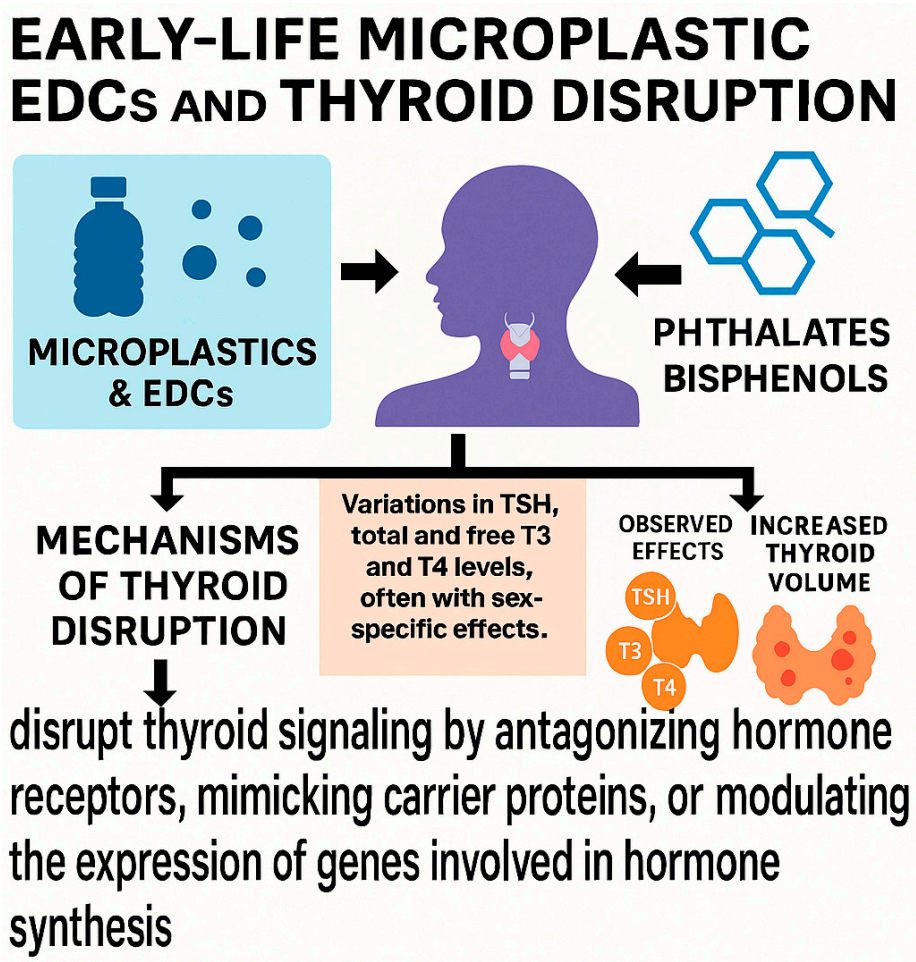 EARLY-LIFE MICROPLASTIC
EDCs AND THYROID DISRUPTION
MICROPLASTICS
& EDCs
PHTHALATES
BISPHENOLS
MECHANISMS
OF THYROID
DISRUPTION
Variations in TSH,
total and free T3
and T4 levels,
often with sex-
specific effects.
OBSERVED
EFFECTS
TSH
T3
T4
INCREASED
THYROID
VOLUME
disrupt thyroid signaling by antagonizing hormone
receptors, mimicking carrier proteins, or modulating
the expression of genes involved in hormone
synthesis